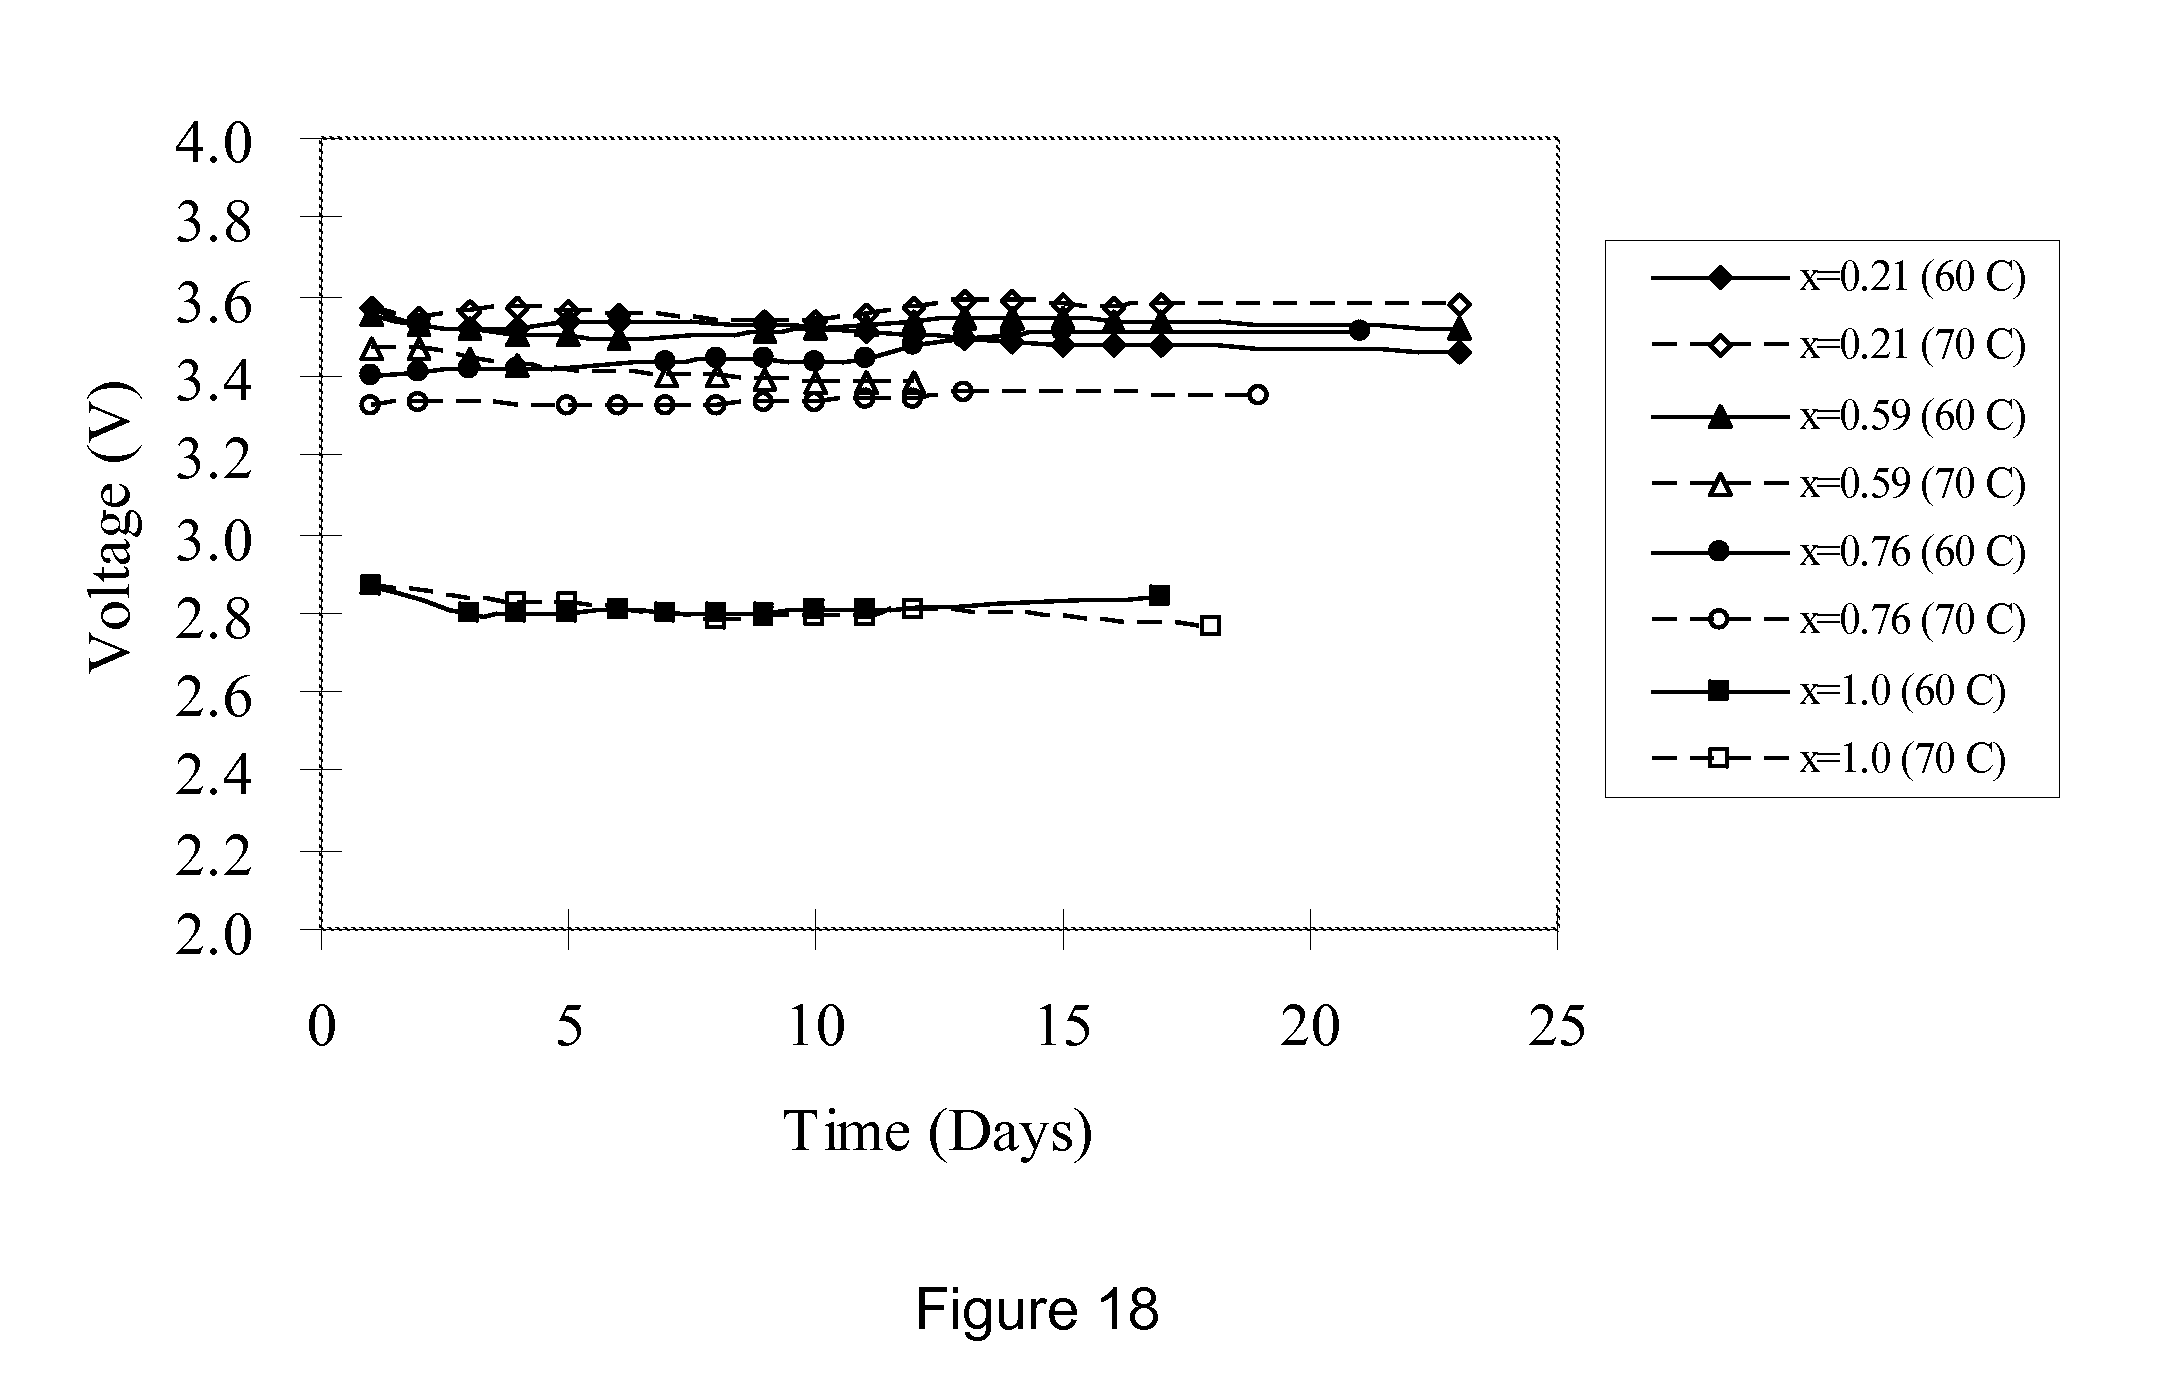 4.0
3.8
3.6
3.4
3.2
3.0
2.8
2.6
2.4
2.2
2.0
Voltage (V)
0 5 10 15 20 25
Time (Days)
x=0.21 (60 C)
x=0.21 (70 C)
x=0.59 (60 C)
x=0.59 (70 C)
x=0.76 (60 C)
x=0.76 (70 C)
x=1.0 (60 C)
x=1.0 (70 C)
Figure 18